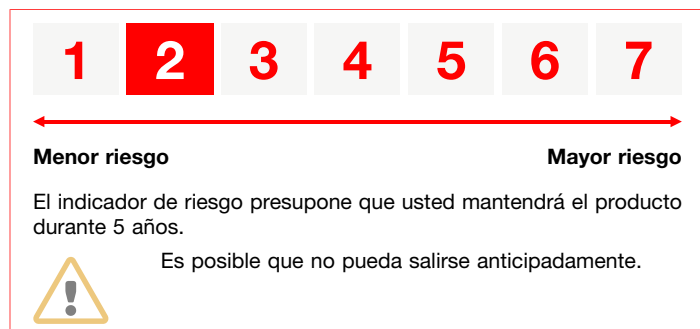 1 2 3 4 5 6 7
Menor riesgo Mayor riesgo
El indicador de riesgo presupone que usted mantendrá el producto
durante 5 años.
Es posible que no pueda salirse anticipadamente.
!